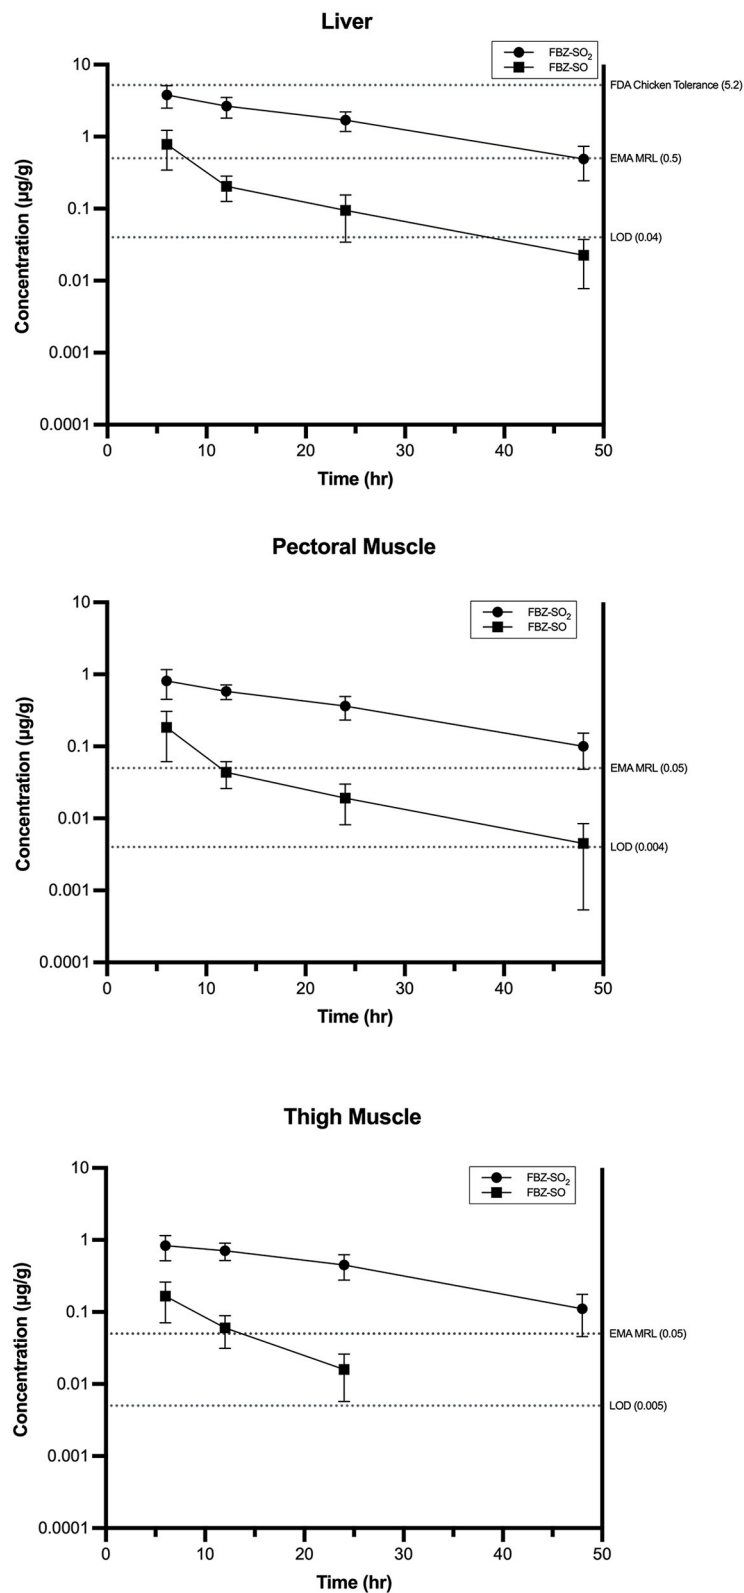 Liver
FBZ-SO₂
FBZ-SO
10
1
0.1
0.01
0.001
0.0001
Concentration (µg/g)
FDA Chicken Tolerance (5.2)
EMA MRL (0.5)
LOD (0.04)
0 10 20 30 40 50
Time (hr)
Pectoral Muscle
FBZ-SO₂
FBZ-SO
10
1
0.1
0.01
0.001
0.0001
Concentration (µg/g)
EMA MRL (0.05)
LOD (0.004)
0 10 20 30 40 50
Time (hr)
Thigh Muscle
FBZ-SO₂
FBZ-SO
10
1
0.1
0.01
0.001
0.0001
Concentration (µg/g)
EMA MRL (0.05)
LOD (0.005)
0 10 20 30 40 50
Time (hr)